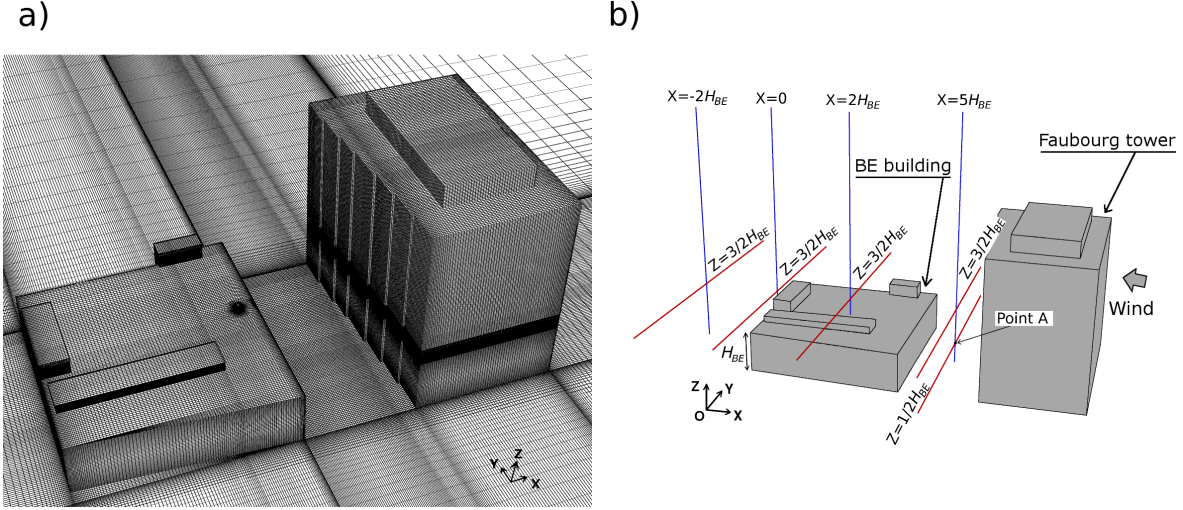 a)
Y
Z
X
b)
X=-2H_BE
X=0
X=2H_BE
X=5H_BE
Faubourg tower
BE building
Z=3/2H_BE
Z=3/2H_BE
Z=3/2H_BE
Z=3/2H_BE
Wind
Point A
H_BE
Z
Y
O
X
Z=1/2H_BE